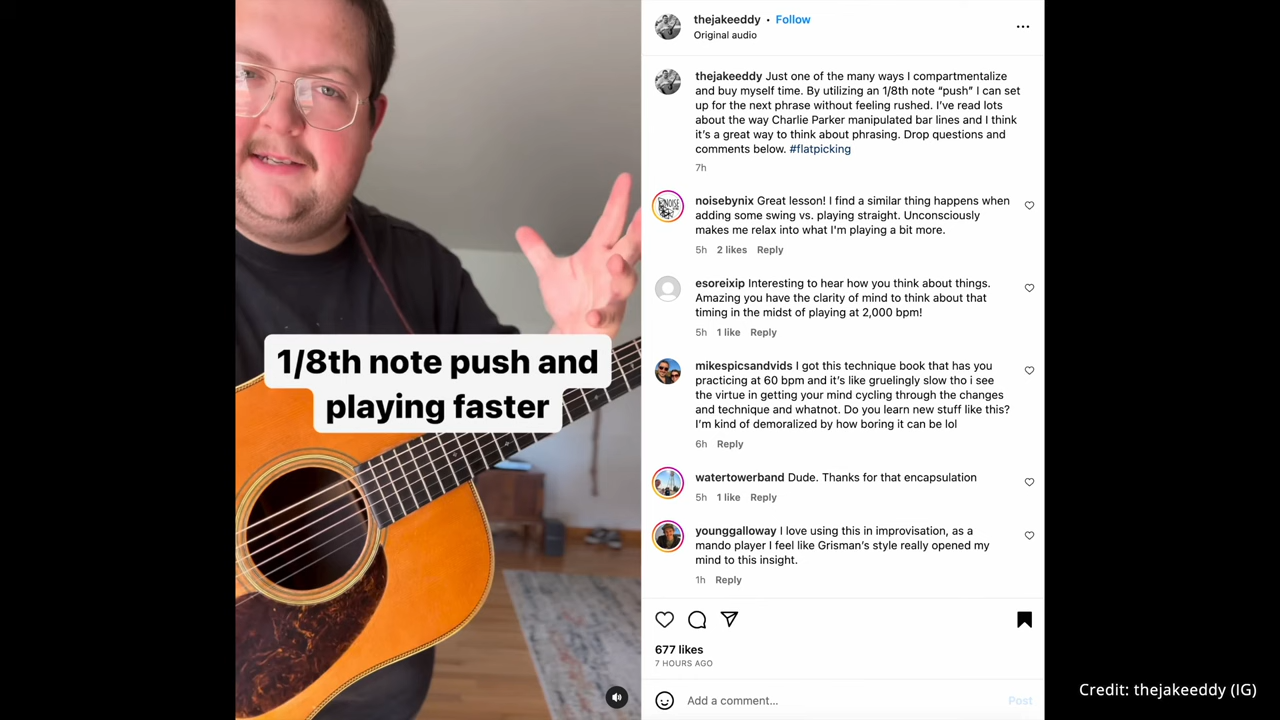 1/8th note push and
playing faster
thejakeeddy • Follow
Original audio
thejakeeddy Just one of the many ways I compartmentalize
and buy myself time. By utilizing an 1/8th note “push” I can set
up for the next phrase without feeling rushed. I’ve read lots
about the way Charlie Parker manipulated bar lines and I think
it’s a great way to think about phrasing. Drop questions and
comments below. #flatpicking
7h
noisebynix Great lesson! I find a similar thing happens when
adding some swing vs. playing straight. Unconsciously
makes me relax into what I'm playing a bit more.
5h 2 likes Reply
esoreixip Interesting to hear how you think about things.
Amazing you have the clarity of mind to think about that
timing in the midst of playing at 2,000 bpm!
5h 1 like Reply
mikespicsandvids I got this technique book that has you
practicing at 60 bpm and it’s like gruelingly slow tho i see
the virtue in getting your mind cycling through the changes
and technique and whatnot. Do you learn new stuff like this?
I’m kind of demoralized by how boring it can be lol
6h Reply
watertowerband Dude. Thanks for that encapsulation
5h 1 like Reply
younggalloway I love using this in improvisation, as a
mando player I feel like Grisman’s style really opened my
mind to this insight.
1h Reply
677 likes
7 HOURS AGO
Add a comment... Post
Credit: thejakeeddy (IG)